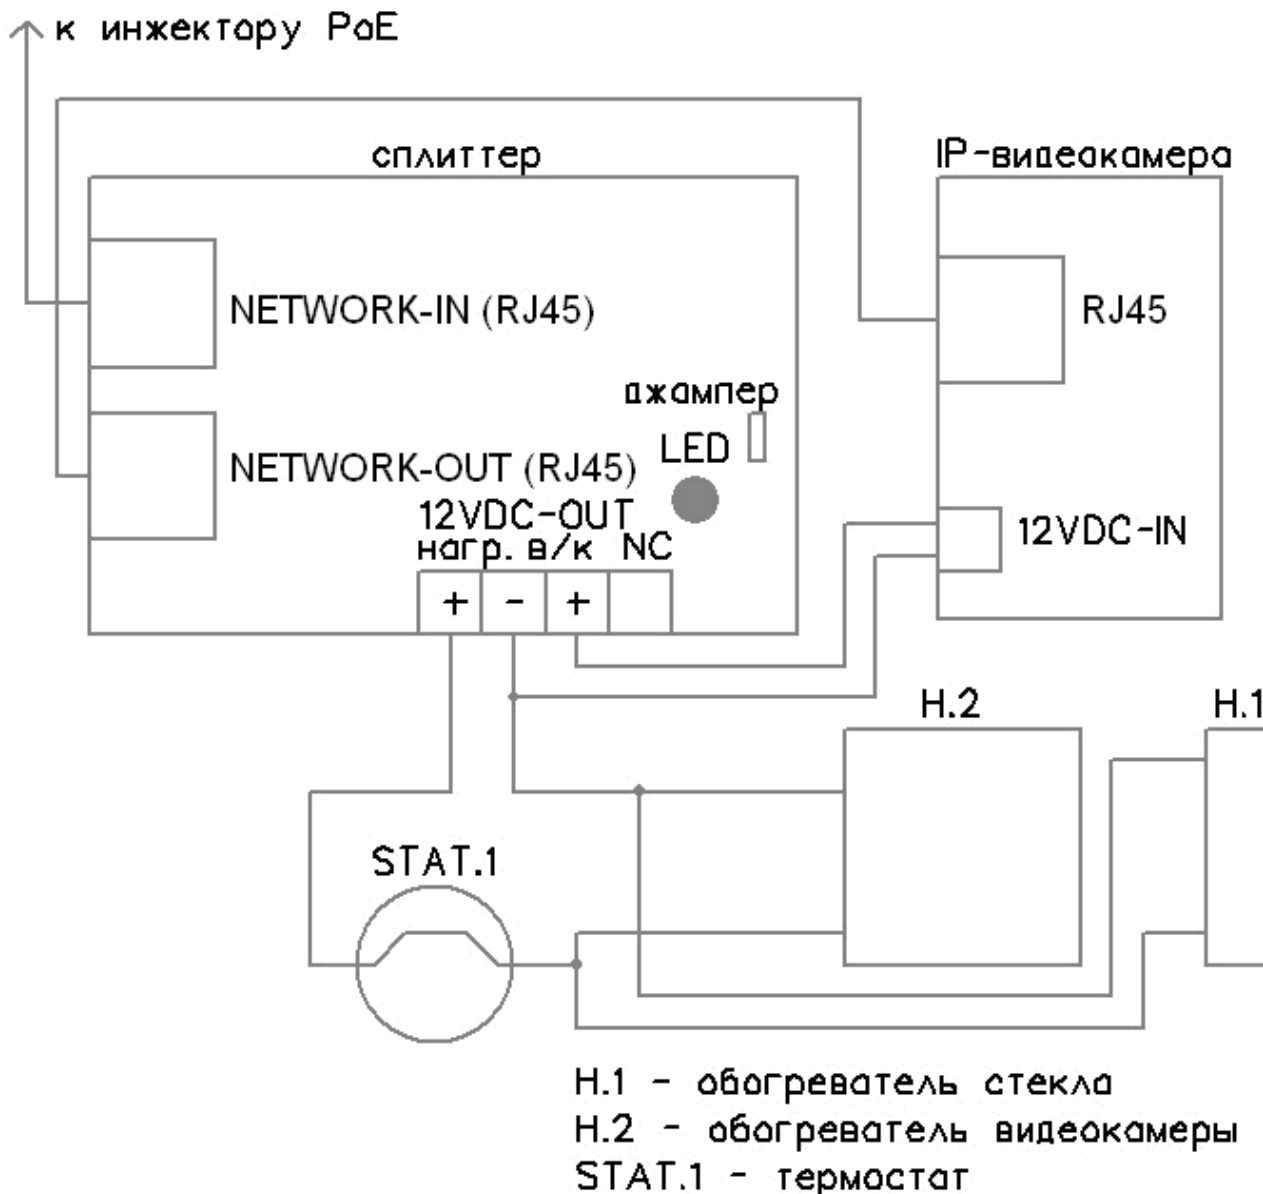 к инжектору PoE
сплиттер
IP-видеокамера
NETWORK-IN (RJ45)
RJ45
джампер
LED
NETWORK-OUT (RJ45)
12VDC-OUT
12VDC-IN
нагр. в/к NC
+ - +
H.2
H.1
STAT.1
H.1 - обогреватель стекла
H.2 - обогреватель видеокамеры
STAT.1 - термостат